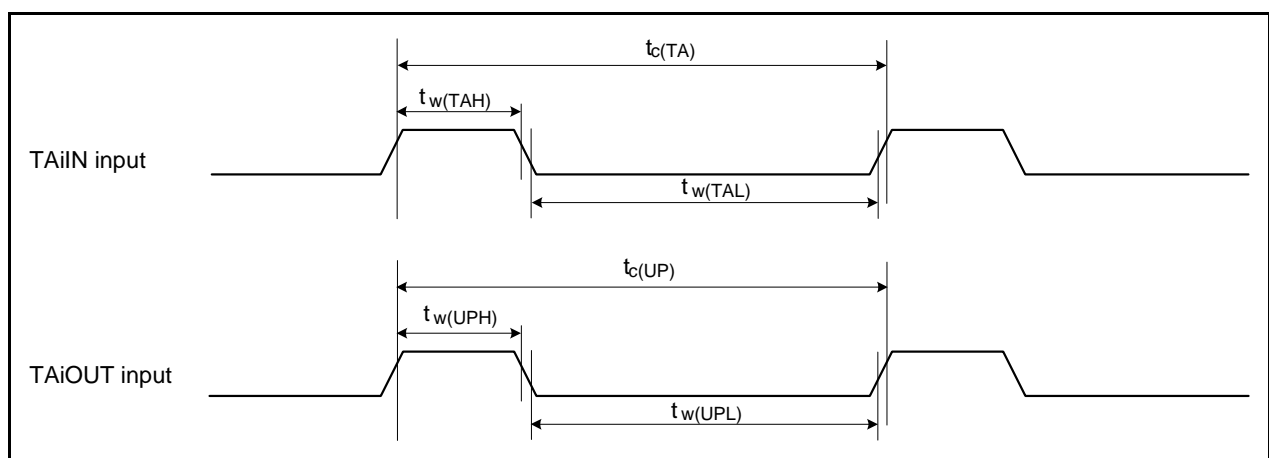 tc(TA)
tw(TAH)
TAiIN input
tw(TAL)
tc(UP)
tw(UPH)
TAiOUT input
tw(UPL)